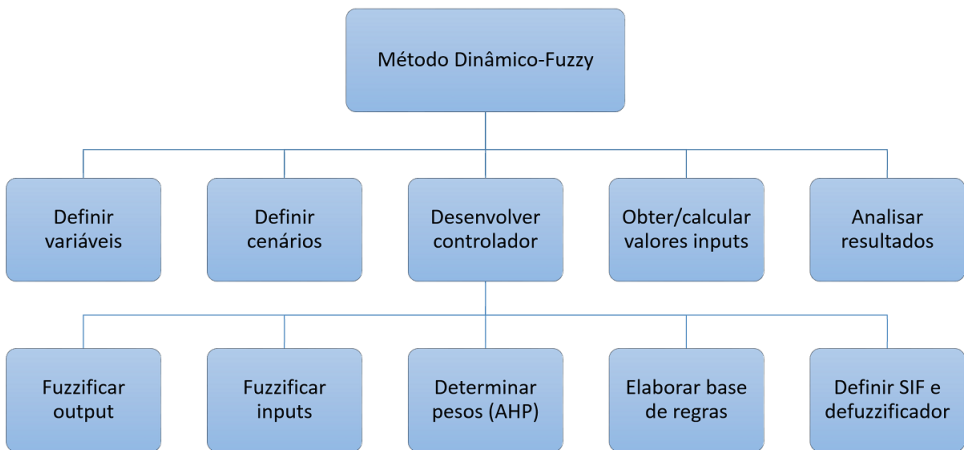 Método Dinâmico-Fuzzy
Definir
variáveis
Definir
cenários
Desenvolver
controlador
Obter/calcular
valores inputs
Analisar
resultados
Fuzzificar
output
Fuzzificar
inputs
Determinar
pesos (AHP)
Elaborar base
de regras
Definir SIF e
defuzzificador